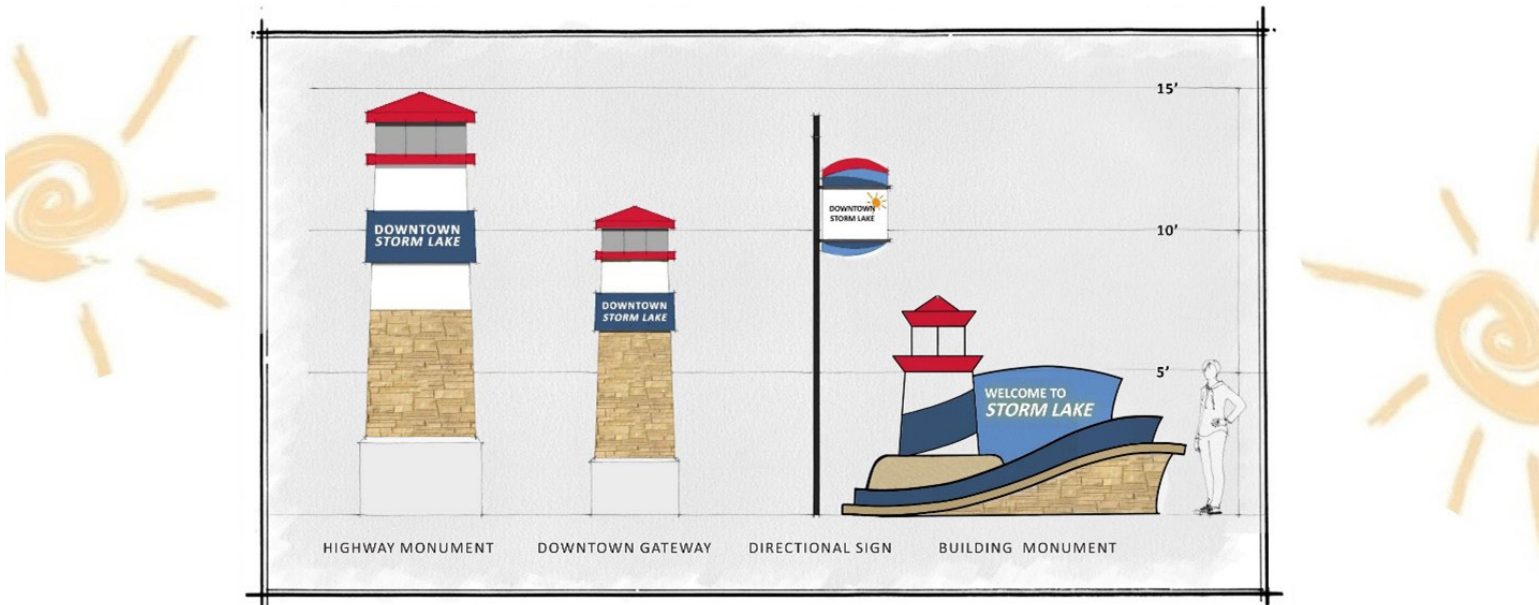 15'
DOWNTOWN
STORM LAKE
10'
DOWNTOWN
STORM LAKE
DOWNTOWN
STORM LAKE
5'
WELCOME TO
STORM LAKE
HIGHWAY MONUMENT
DOWNTOWN GATEWAY
DIRECTIONAL SIGN
BUILDING MONUMENT